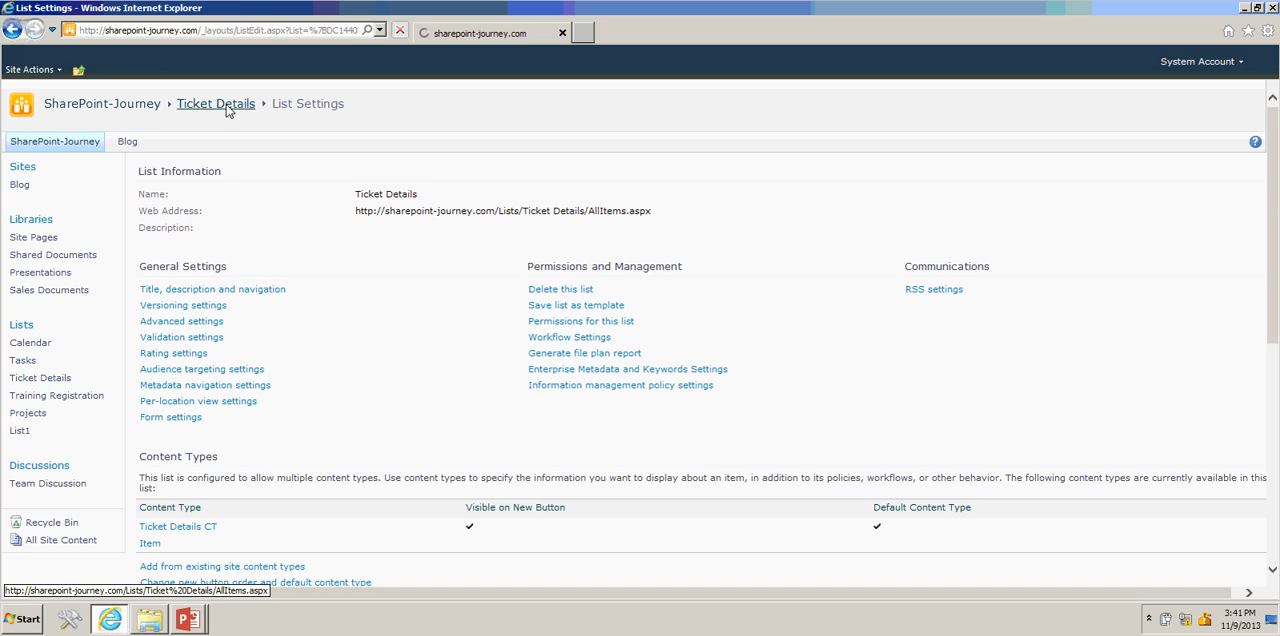 List Settings - Windows Internet Explorer
http://sharepoint-journey.com/_layouts/ListEdit.aspx?List=%7BDC1440
sharepoint-journey.com
Site Actions
System Account
SharePoint-Journey
Ticket Details
List Settings
SharePoint-Journey
Blog
Sites
Blog
Libraries
Site Pages
Shared Documents
Presentations
Sales Documents
Lists
Calendar
Tasks
Ticket Details
Training Registration
Projects
List1
Discussions
Team Discussion
Recycle Bin
All Site Content
List Information
Name: Ticket Details
Web Address: http://sharepoint-journey.com/Lists/Ticket Details/AllItems.aspx
Description:
General Settings
Title, description and navigation
Versioning settings
Advanced settings
Validation settings
Rating settings
Audience targeting settings
Metadata navigation settings
Per-location view settings
Form settings
Permissions and Management
Delete this list
Save list as template
Permissions for this list
Workflow Settings
Generate file plan report
Enterprise Metadata and Keywords Settings
Information management policy settings
Communications
RSS settings
Content Types
This list is configured to allow multiple content types. Use content types to specify the information you want to display about an item, in addition to its policies, workflows, or other behavior. The following content types are currently available in this
list:
Content Type Visible on New Button Default Content Type
Ticket Details CT
Item
Add from existing site content types
Change new button order and default content type
http://sharepoint-journey.com/Lists/Ticket%20Details/AllItems.aspx
Start
3:41 PM
11/9/2013